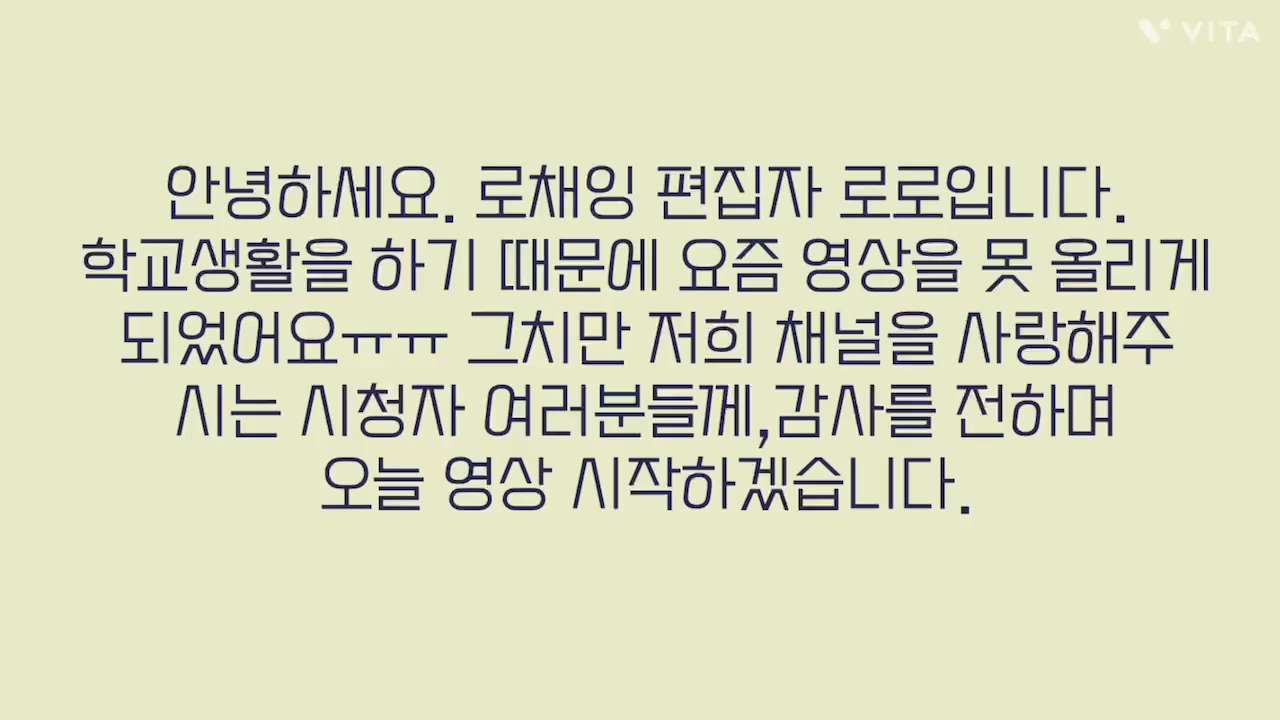 VITA
안녕하세요. 로채잉 편집자 로로입니다.
학교생활을 하기 때문에 요즘 영상을 못 올리게
되었어요ㅠㅠ 그치만 저희 채널을 사랑해주
시는 시청자 여러분들께,감사를 전하며
오늘 영상 시작하겠습니다.